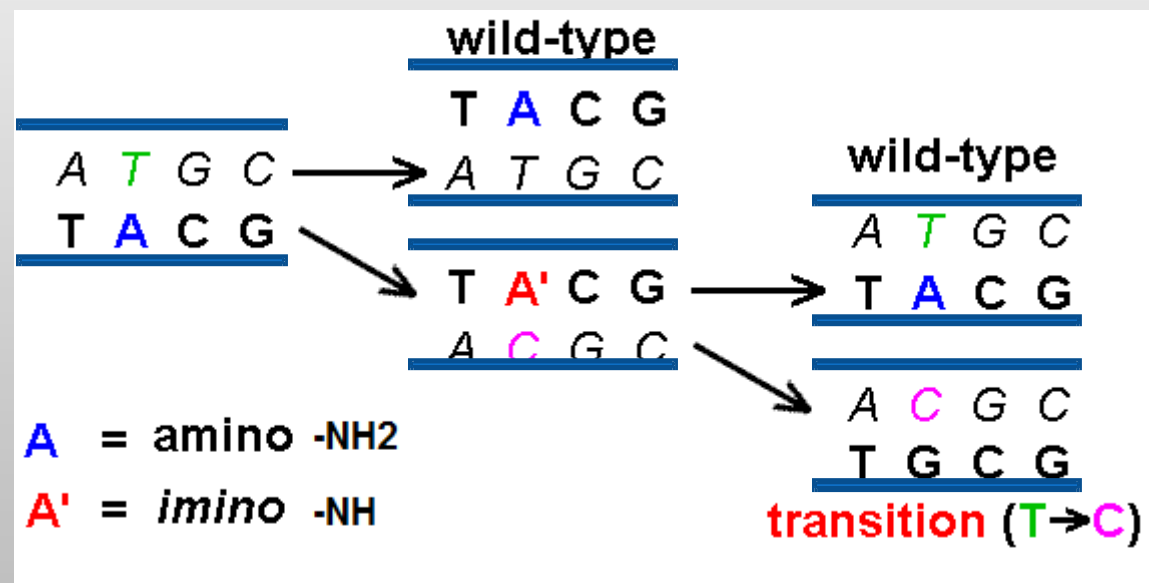 wild-type
T A C G
A T G C
A T G C
T A C G
T A' C G
A C G C
wild-type
A T G C
T A C G
A C G C
T G C G
transition (T→C)
A = amino -NH2
A' = imino -NH